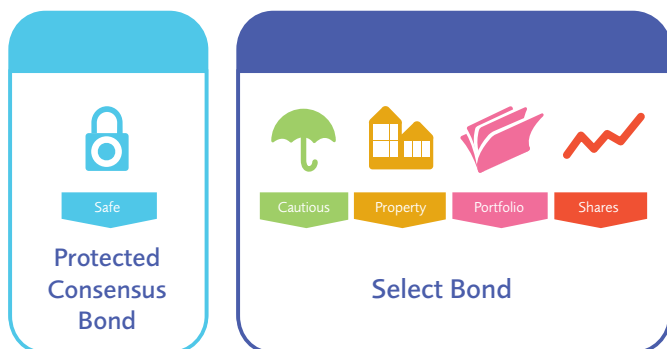 Safe
Protected
Consensus
Bond
Cautious
Property
Portfolio
Shares
Select Bond